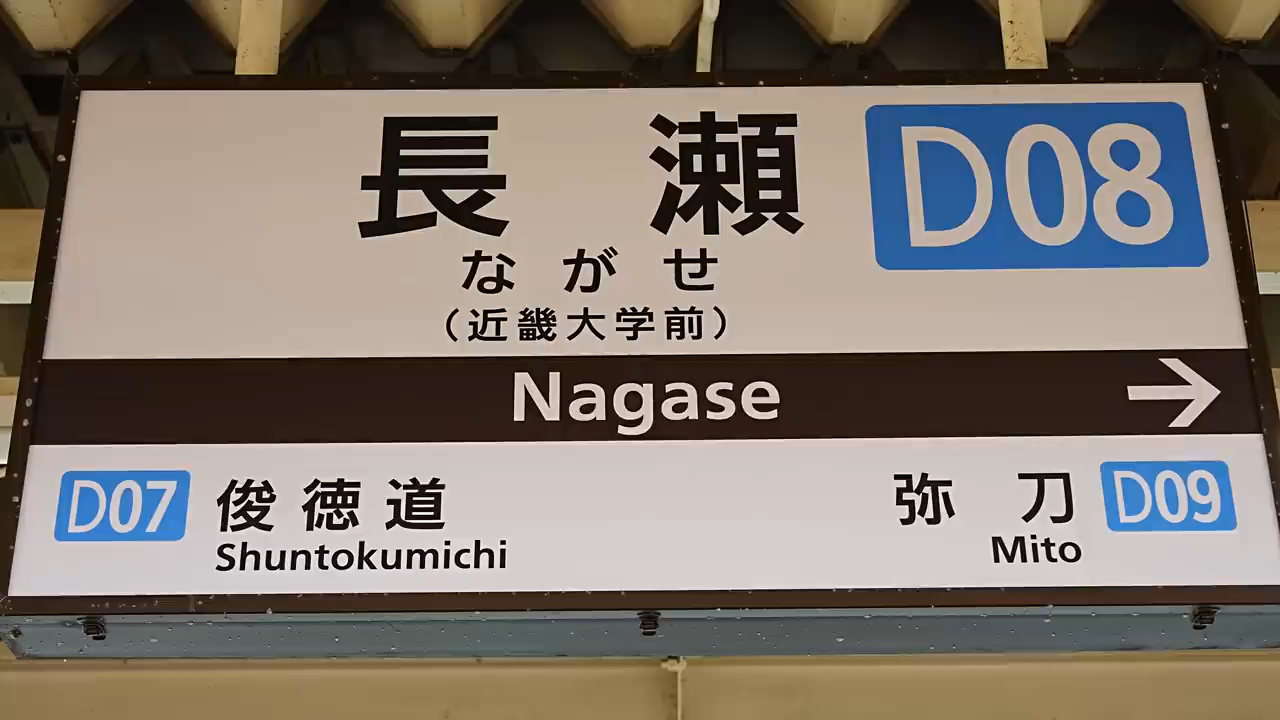 長瀬 D08
ながせ
（近畿大学前）
Nagase →
D07 俊徳道
Shuntokumichi
弥刀 D09
Mito